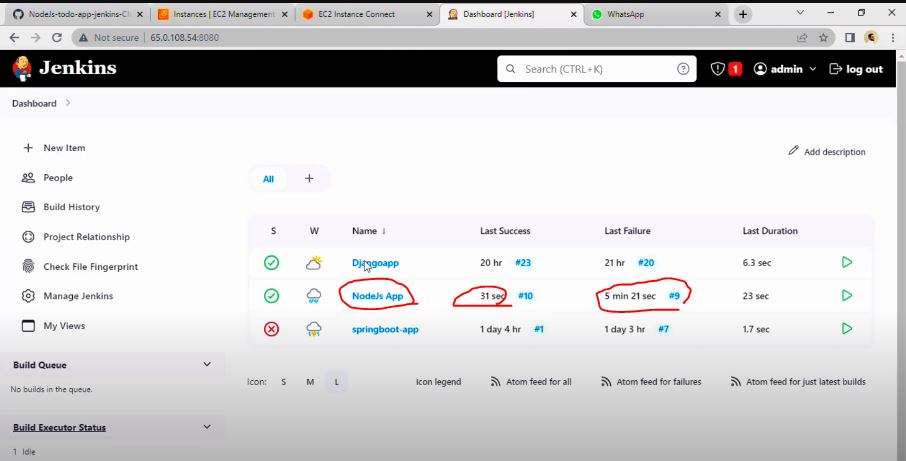 NodeJs-todo-app-jenkins-Cl
Instances | EC2 Management
EC2 Instance Connect
Dashboard [Jenkins]
WhatsApp
Not secure | 65.0.108.54:8080
Jenkins
Search (CTRL+K)
1
admin
log out
Dashboard
New Item
People
Build History
Project Relationship
Check File Fingerprint
Manage Jenkins
My Views
Build Queue
No builds in the queue.
Build Executor Status
1 Idle
Add description
All +
S W Name ↓ Last Success Last Failure Last Duration
Djangoapp 20 hr #23 21 hr #20 6.3 sec
NodeJs App 31 sec #10 5 min 21 sec #9 23 sec
springboot-app 1 day 4 hr #1 1 day 3 hr #7 1.7 sec
Icon: S M L Icon legend Atom feed for all Atom feed for failures Atom feed for just latest builds